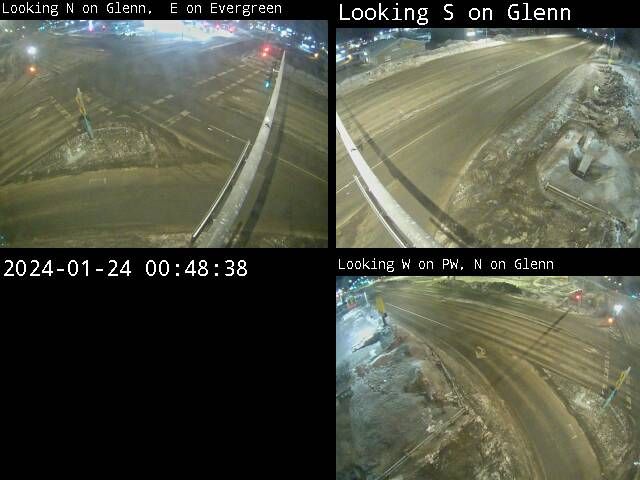 Looking N on Glenn,  E on Evergreen
Looking S on Glenn
2024-01-24 00:48:38
Looking W on PW, N on Glenn